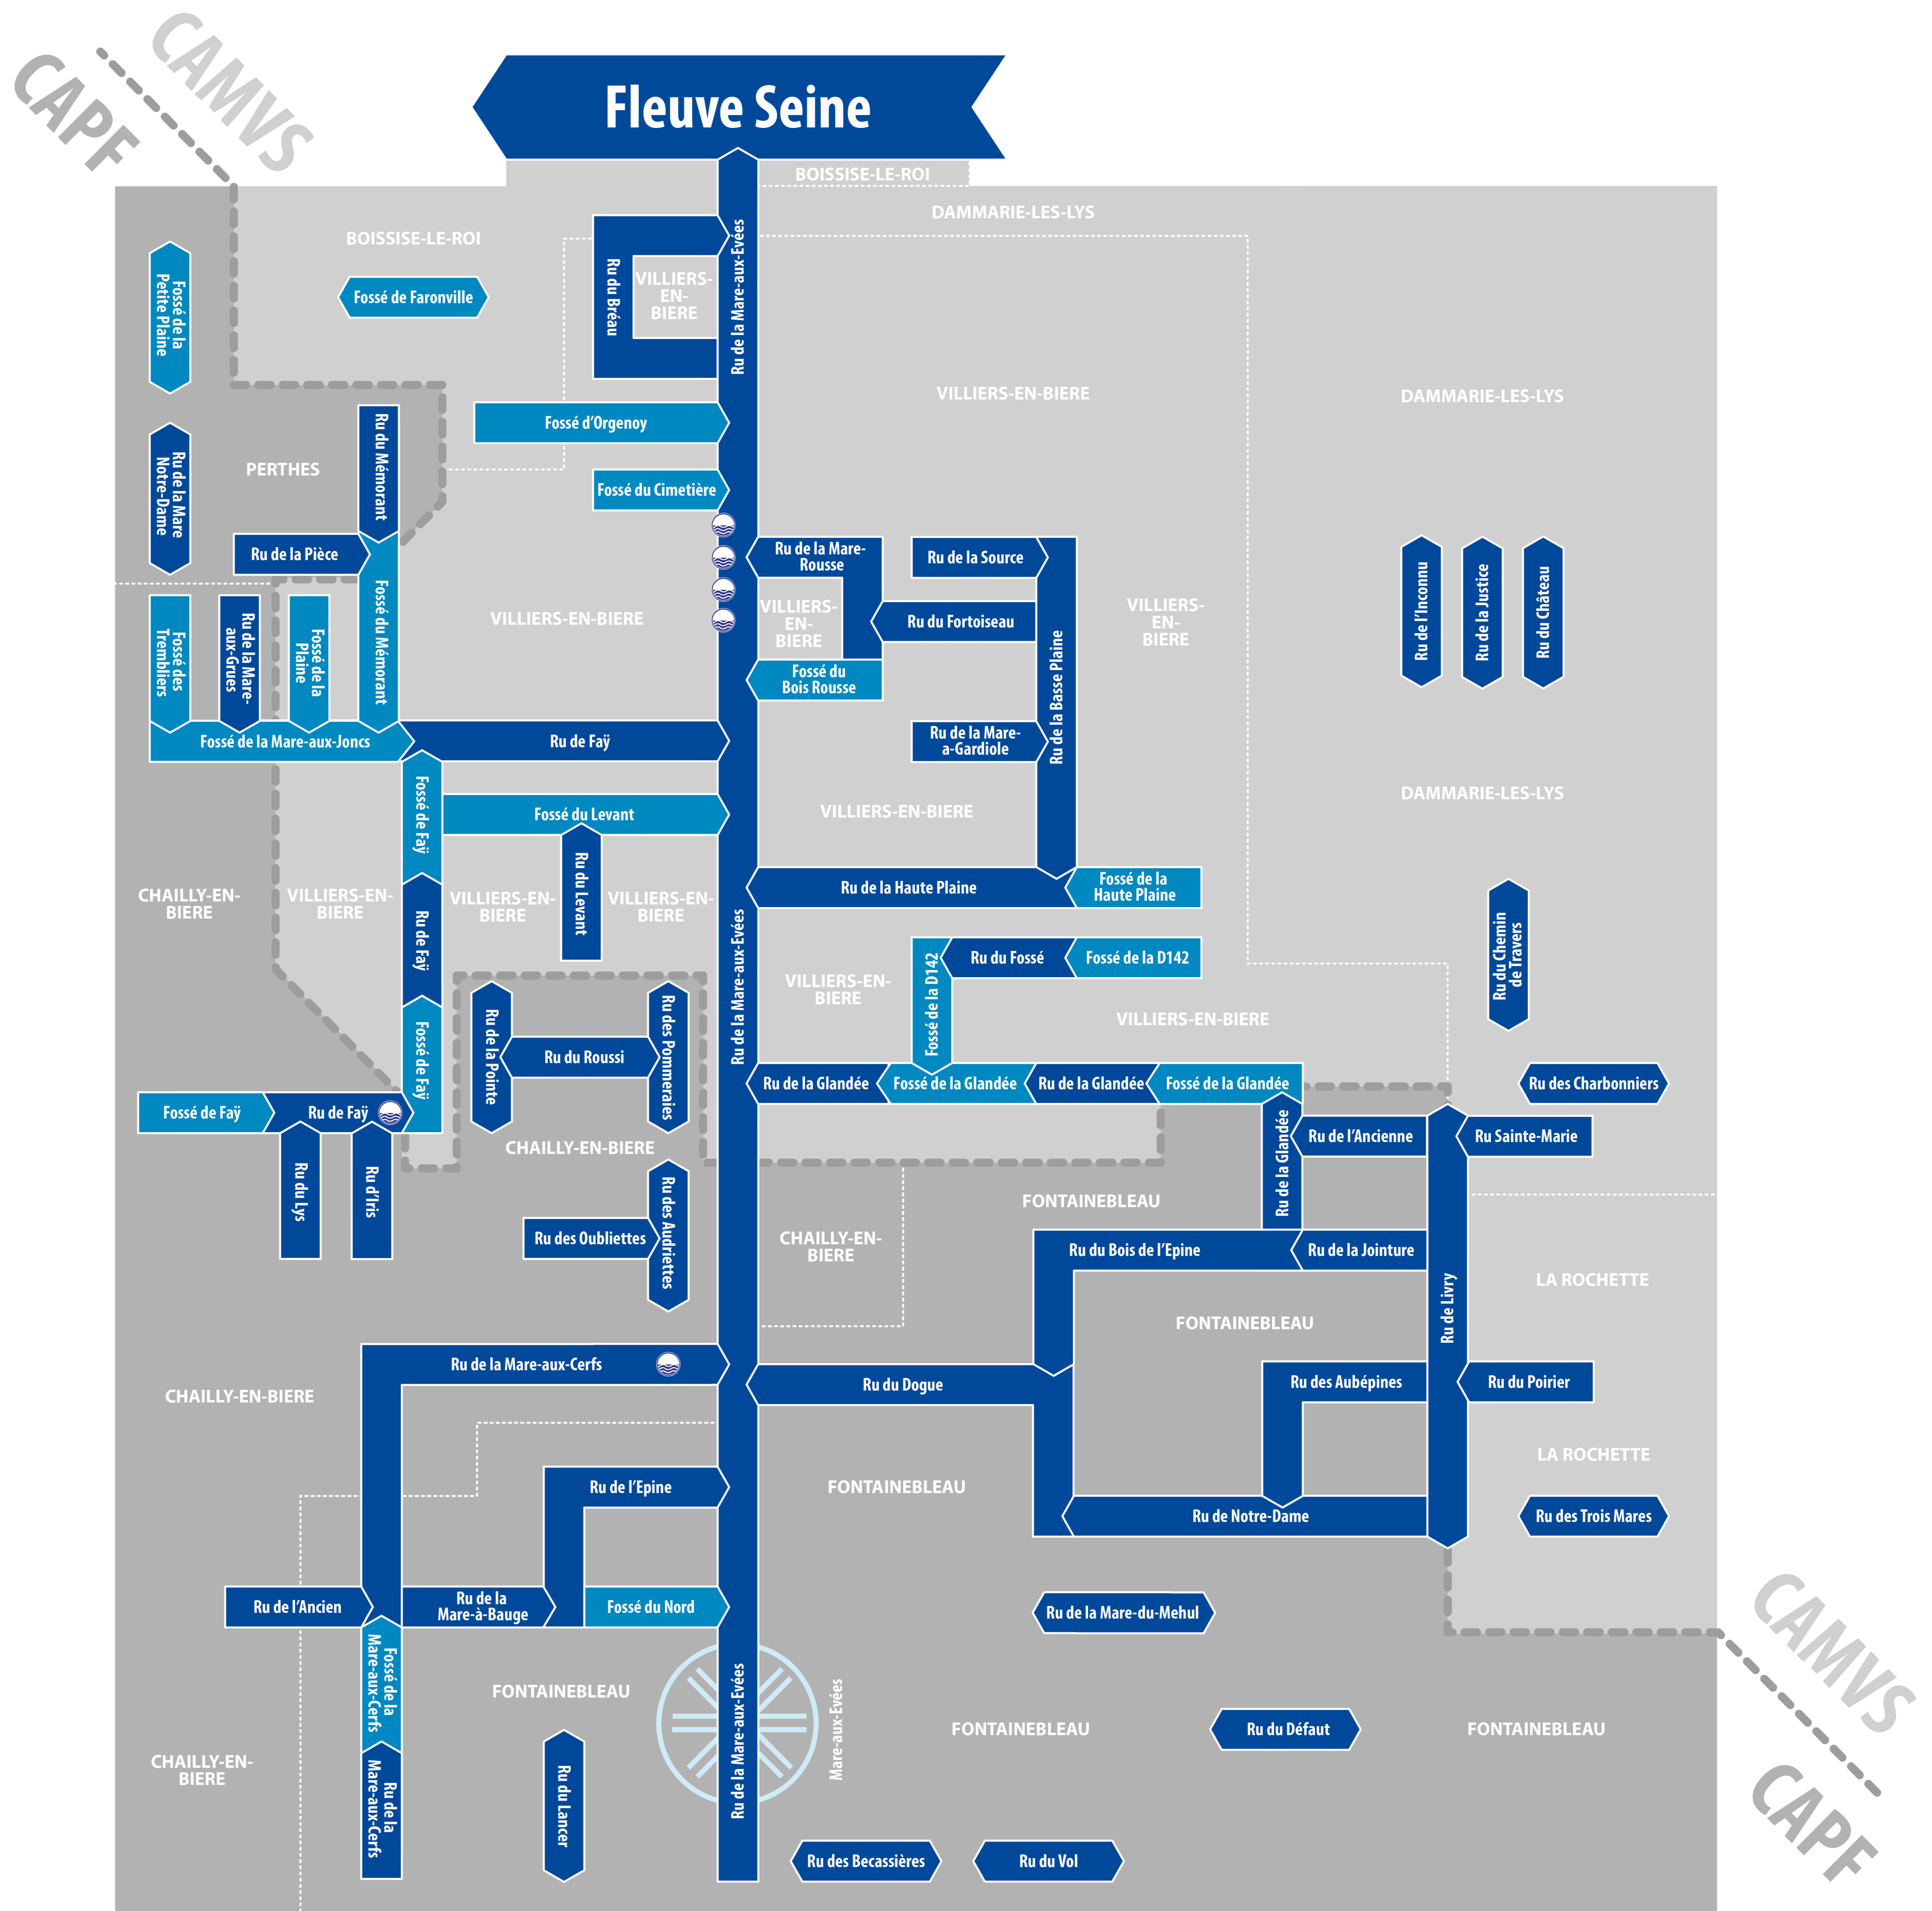 CAMVS
CAPF
Fleuve Seine
BOISSISE-LE-ROI
DAMMARIE-LES-LYS
BOISSISE-LE-ROI
Fossé de la
Petite Plaine
Fossé de Faronville
Ru du Bréau
VILLIERS-
EN-
BIERE
Ru de la Mare-aux-Evées
VILLIERS-EN-BIERE
DAMMARIE-LES-LYS
Ru de la Mare
Notre-Dame
PERTHES
Ru du Mémorant
Fossé d'Orgenoy
Fossé du Cimetière
Ru de la Pièce
Fossé du Mémorant
Ru de la Mare-
Rousse
Ru de la Source
Ru du Fortoiseau
VILLIERS-
EN-
BIERE
VILLIERS-
EN-
BIERE
Ru de l'Inconnu
Ru de la Justice
Ru du Château
Fossé des
Trembliers
Ru de la Mare-
aux-Grues
Fossé de la
Plaine
VILLIERS-EN-BIERE
Fossé du
Bois Rousse
Ru de la Basse Plaine
Fossé de la Mare-aux-Joncs
Ru de Faÿ
Ru de la Mare-
a-Gardiole
Fossé de Faÿ
Fossé du Levant
VILLIERS-EN-BIERE
DAMMARIE-LES-LYS
CHAILLY-EN-
BIERE
VILLIERS-EN-
BIERE
Ru de Faÿ
VILLIERS-EN-
BIERE
Ru du Levant
VILLIERS-EN-
BIERE
Ru de la Mare-aux-Evées
Ru de la Haute Plaine
Fossé de la
Haute Plaine
Ru du Chemin
de Travers
VILLIERS-EN-
BIERE
Fossé de la D142
Ru du Fossé
Fossé de la D142
VILLIERS-EN-BIERE
Fossé de Faÿ
Ru de la Pointe
Ru du Roussi
Ru des Pommeraies
Ru de la Glandée
Fossé de la Glandée
Ru de la Glandée
Fossé de la Glandée
Ru des Charbonniers
Fossé de Faÿ
Ru de Faÿ
Ru du Lys
Ru d'Iris
CHAILLY-EN-BIERE
Ru de la Glandée
Ru de l'Ancienne
Ru Sainte-Marie
Ru des Oubliettes
Ru des Audriettes
CHAILLY-EN-
BIERE
FONTAINEBLEAU
Ru du Bois de l'Epine
Ru de la Jointure
Ru de Livry
LA ROCHETTE
FONTAINEBLEAU
CHAILLY-EN-BIERE
Ru de la Mare-aux-Cerfs
Ru du Dogue
Ru des Aubépines
Ru du Poirier
LA ROCHETTE
Ru de l'Epine
FONTAINEBLEAU
Ru de Notre-Dame
Ru des Trois Mares
Ru de l'Ancien
Ru de la
Mare-à-Bauge
Fossé du Nord
Ru de la Mare-du-Mehul
Fossé de la
Mare-aux-Cerfs
FONTAINEBLEAU
Ru de la Mare-aux-Evées
Mare-aux-Evées
FONTAINEBLEAU
Ru du Défaut
FONTAINEBLEAU
CHAILLY-EN-
BIERE
Ru de la
Mare-aux-Cerfs
Ru du Lancer
Ru des Becassières
Ru du Vol
CAMVS
CAPF